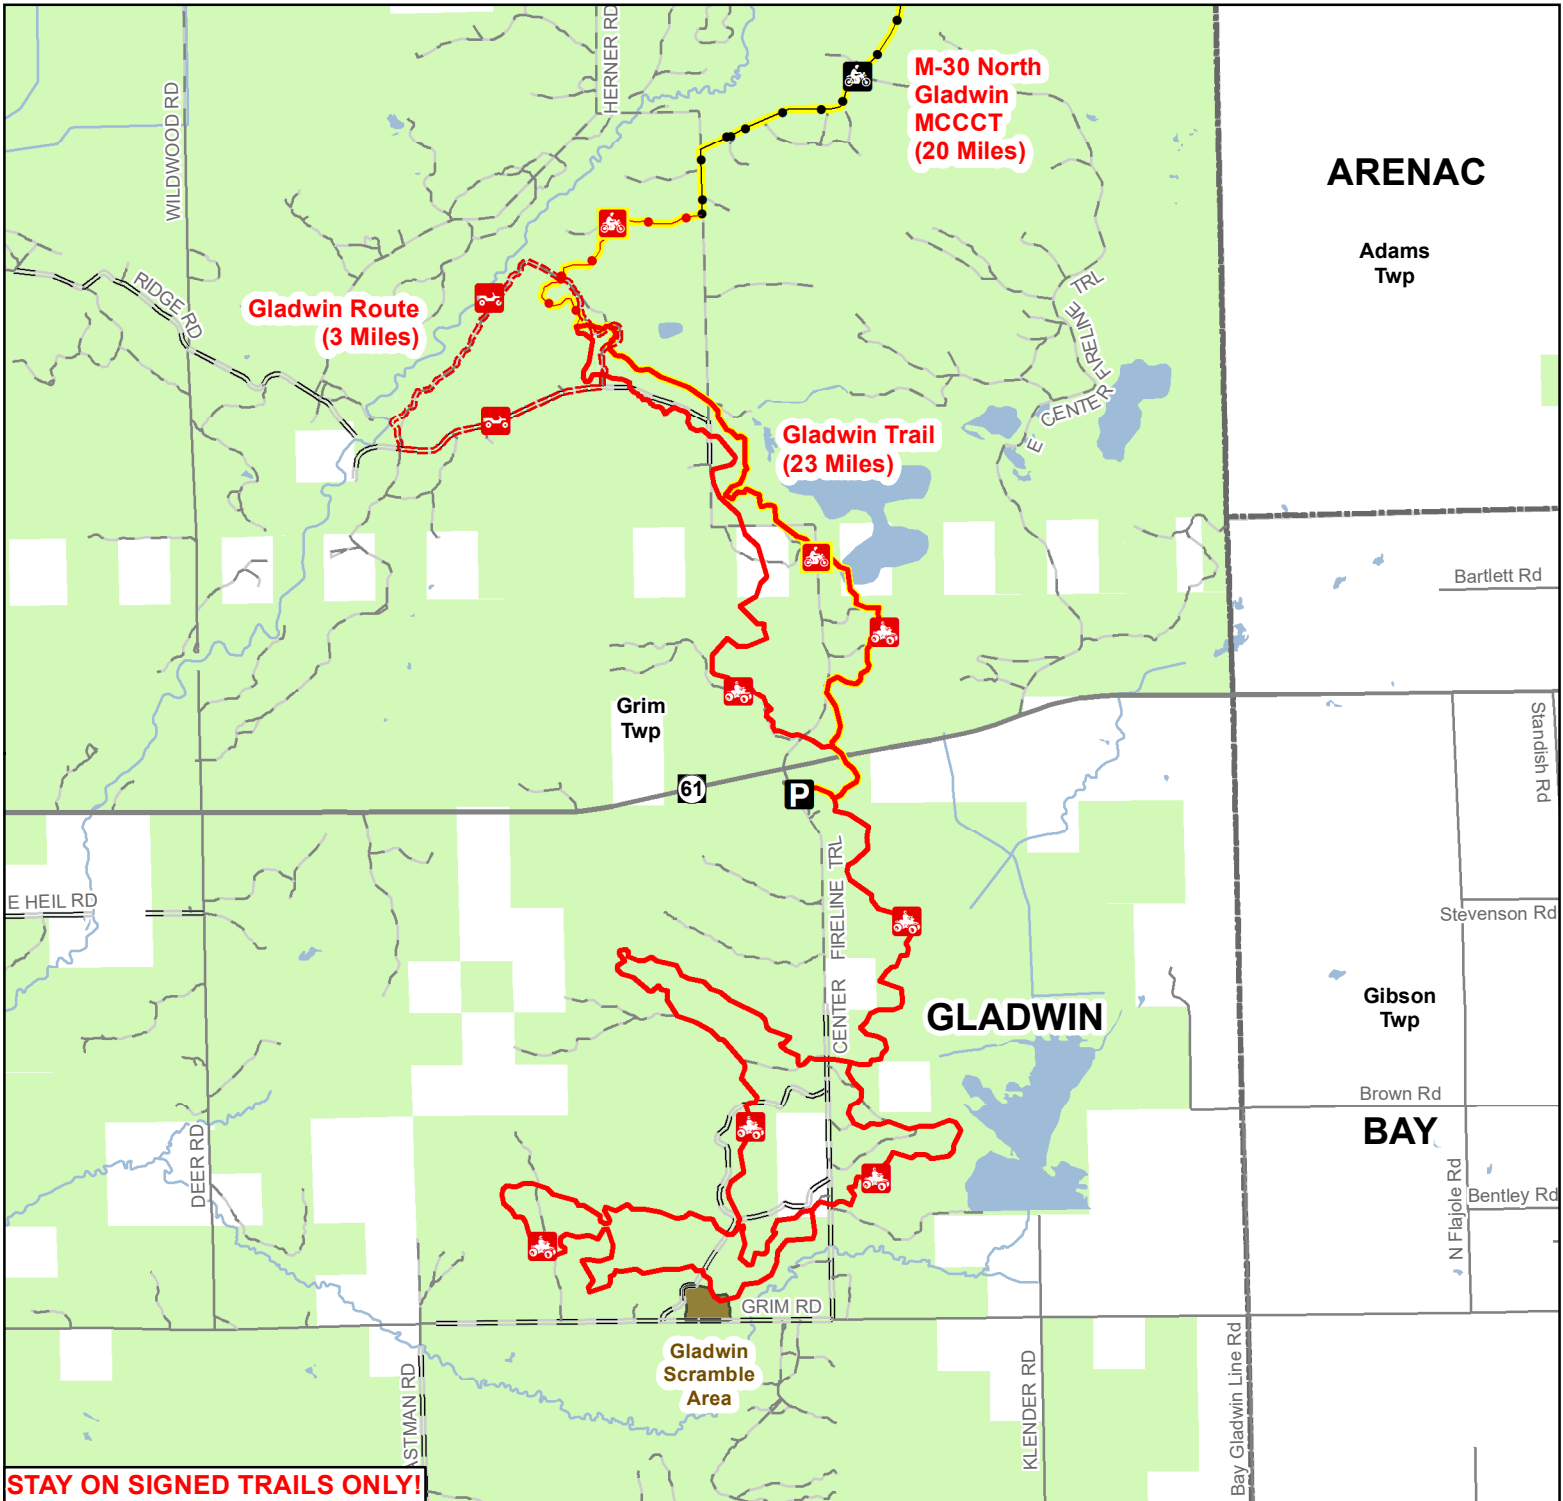 HERNER RD
WILDWOOD RD
M-30 North
Gladwin
MCCCT
(20 Miles)
ARENAC
Adams
Twp
RIDGE RD
Gladwin Route
(3 Miles)
E CENTER FIRELINE TRL
Gladwin Trail
(23 Miles)
Bartlett Rd
Grim
Twp
Standish Rd
61
P
CENTER FIRELINE TRL
E HEIL RD
Stevenson Rd
GLADWIN
Gibson
Twp
Brown Rd
BAY
DEER RD
N Flajole Rd
Bentley Rd
GRIM RD
Gladwin
Scramble
Area
ASTMAN RD
KLENDER RD
Bay Gladwin Line Rd
STAY ON SIGNED TRAILS ONLY!